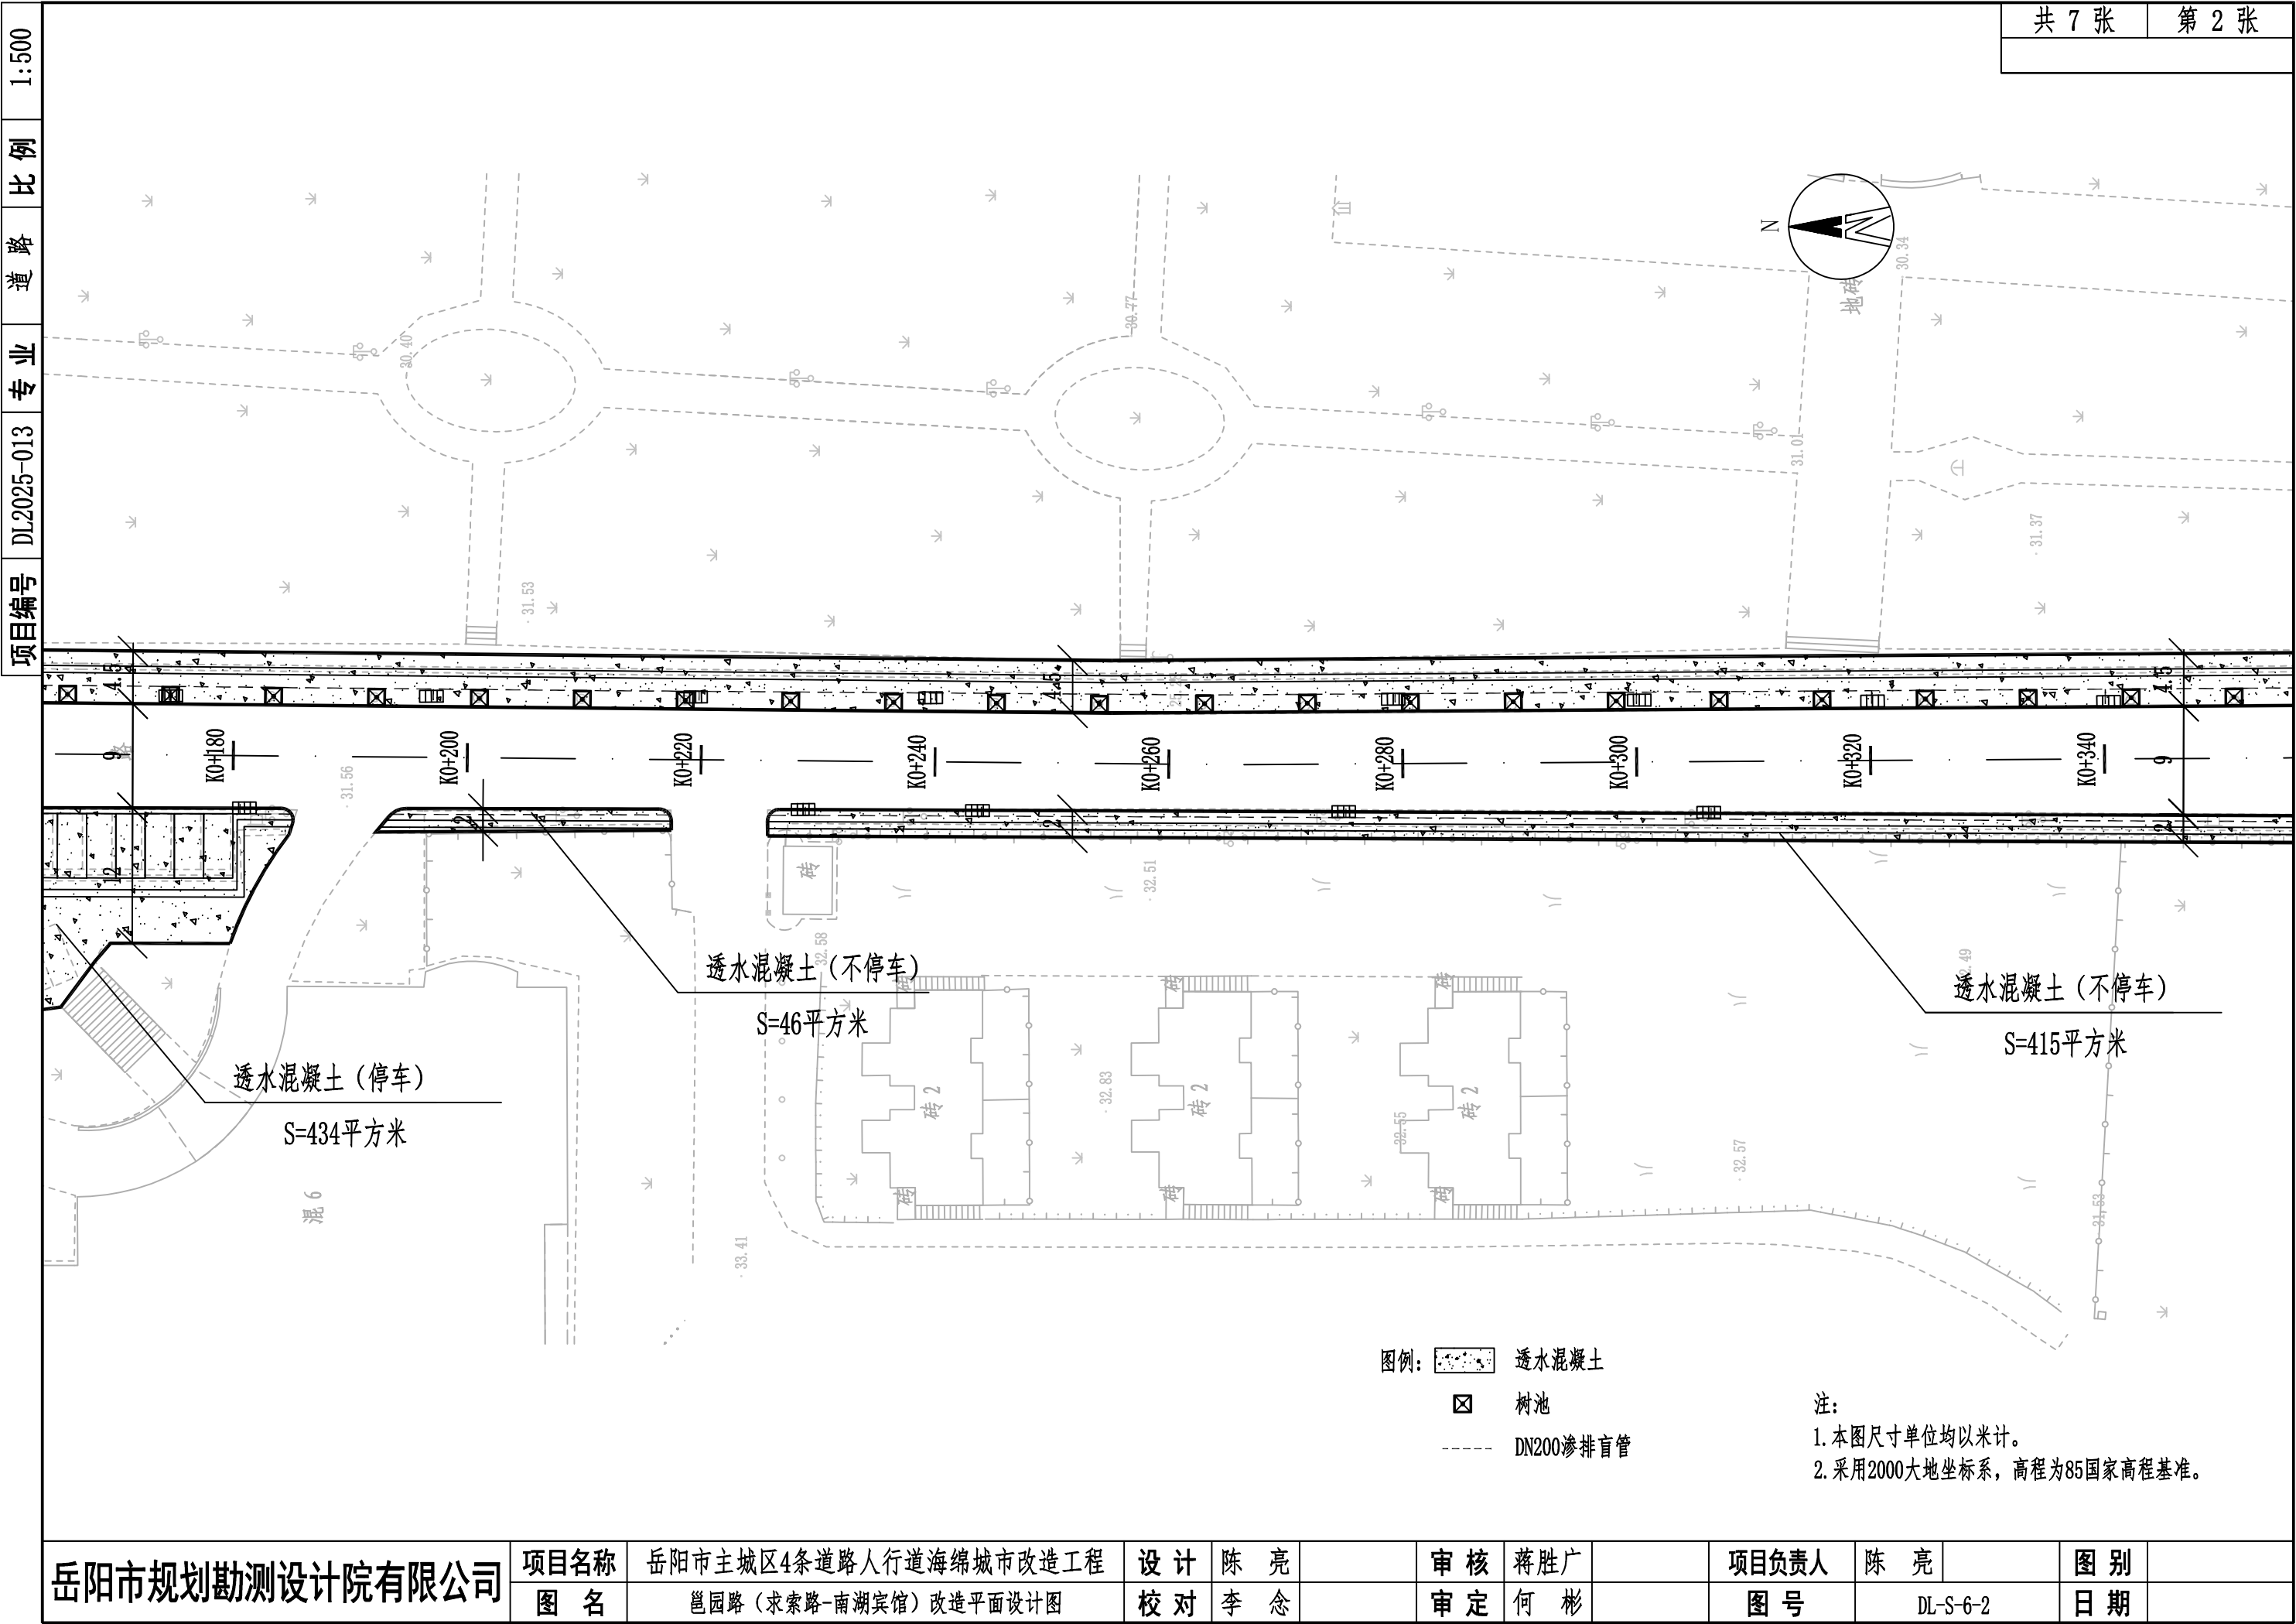 共 7 张
第 2 张
1:500
比 例
道 路
专 业
DL2025-013
项目编号
N
30.34
地砖
30.77
30.40
31.01
31.37
31.53
4.5
4.5
4.5
路
9
K0+180
K0+200
K0+220
K0+240
K0+260
K0+280
K0+300
K0+320
K0+340
9
31.56
2
2
2
12
砖
32.51
32.58
透水混凝土（不停车）
S=46平方米
透水混凝土（不停车）
S=415平方米
透水混凝土（停车）
S=434平方米
砖
砖
砖
32.83
砖 2
砖 2
砖 2
32.55
32.57
砖
砖
砖
混 6
33.41
31.53
图例:
透水混凝土
树池
DN200渗排盲管
注:
1.本图尺寸单位均以米计。
2.采用2000大地坐标系，高程为85国家高程基准。
岳阳市规划勘测设计院有限公司
项目名称
岳阳市主城区4条道路人行道海绵城市改造工程
设 计
陈 亮
审 核
蒋胜广
项目负责人
陈 亮
图 别
图 名
邕园路（求索路-南湖宾馆）改造平面设计图
校 对
李 念
审 定
何 彬
图 号
DL-S-6-2
日 期